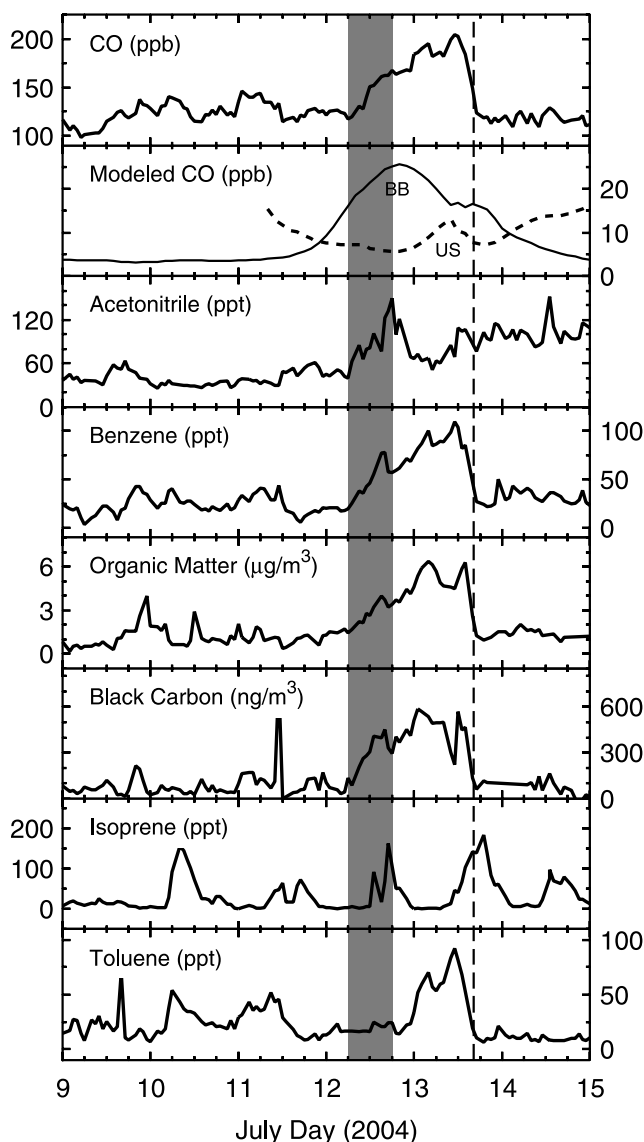 CO (ppb)
200
150
100
Modeled CO (ppb)
BB
US
20
10
0
Acetonitrile (ppt)
120
60
0
Benzene (ppt)
100
50
0
Organic Matter (μg/m³)
6
3
0
Black Carbon (ng/m³)
600
300
0
Isoprene (ppt)
200
100
0
Toluene (ppt)
100
50
0
9 10 11 12 13 14 15
July Day (2004)